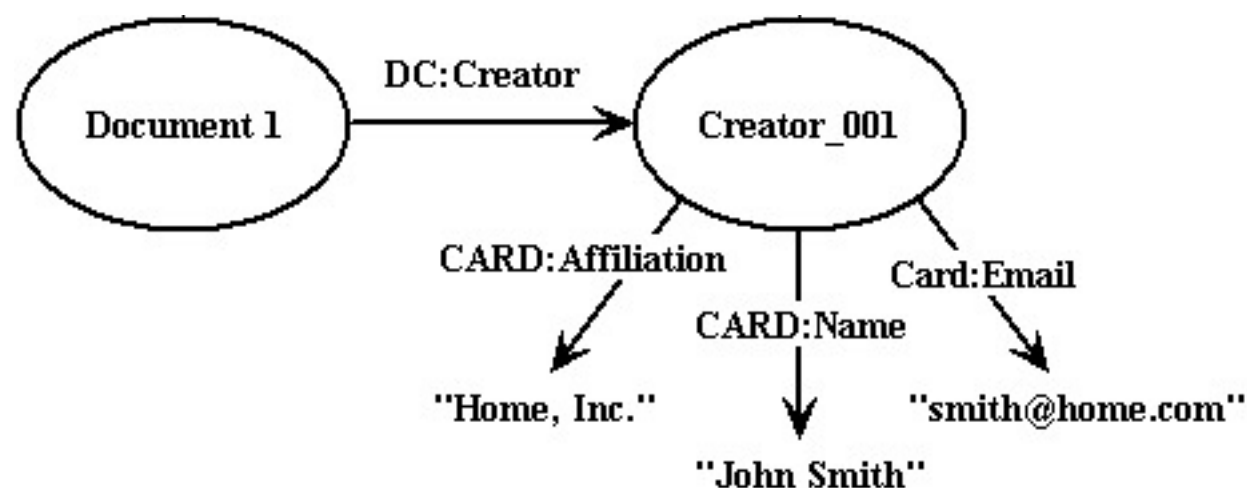 DC:Creator
Document 1
Creator_001
CARD:Affiliation
Card:Email
CARD:Name
"Home, Inc."
"smith@home.com"
"John Smith"